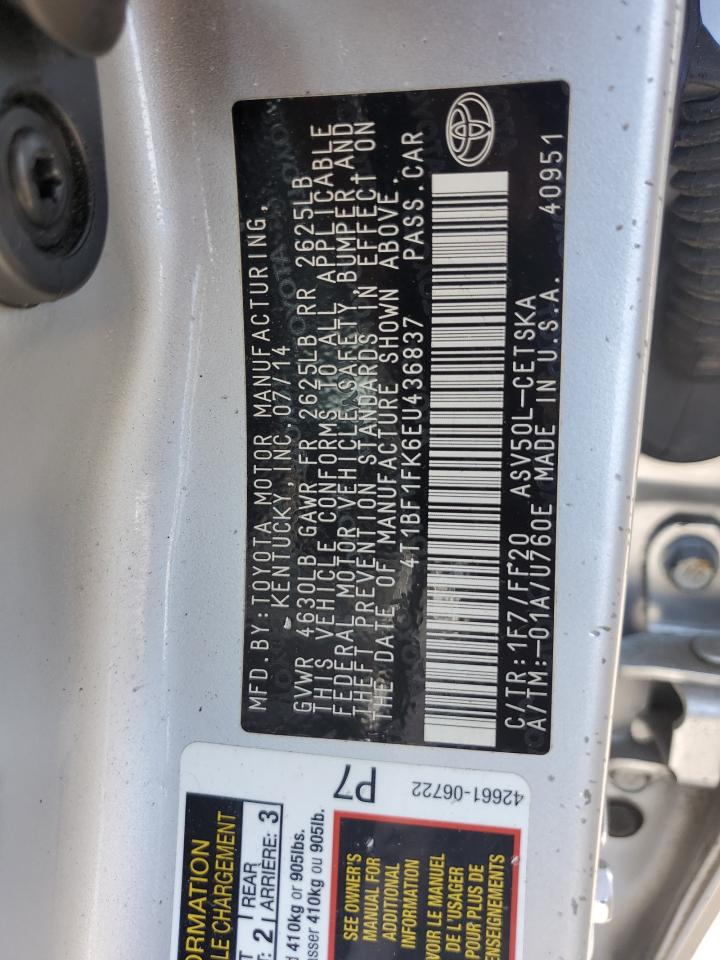 MFD.BY:TOYOTA MOTOR MANUFACTURING,
KENTUCKY, INC.07/14
GVWR 4630LB GAWR FR 2625LB RR 2625LB
THIS VEHICLE CONFORMS TO ALL APPLICABLE
FEDERAL MOTOR VEHICLE SAFETY,BUMPER,AND
THEFT PREVENTION STANDARDS IN EFFECT ON
THE DATE OF MANUFACTURE SHOWN ABOVE.
4T1BF1FK6EU436837 PASS.CAR
C/TR:1F7/FF20 ASV50L-CETSKA
A/TM:-01A/U760E MADE IN U.S.A. 40951
P7
42661-06722
LE CHARGEMENT
REAR
2 ARRIÈRE: 3
410kg or 905lbs.
410kg ou 905lb.
SEE OWNER'S
MANUAL FOR
ADDITIONAL
INFORMATION
VOIR LE MANUEL
DE L'USAGER
POUR PLUS DE
RENSEIGNEMENTS